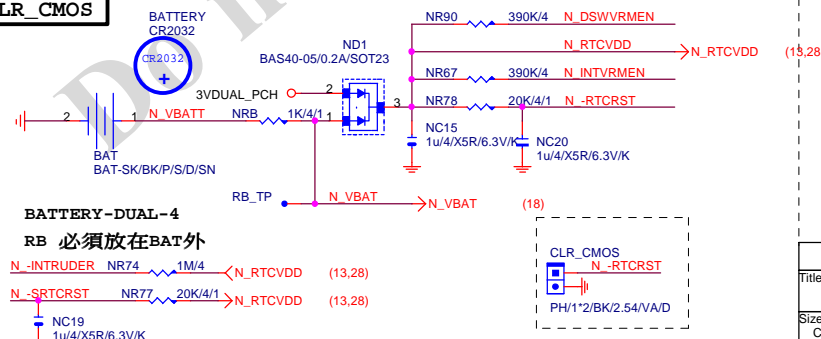 LR_CMOS
Do n
BATTERY
CR2032
CR2032
+
ND1
BAS40-05/0.2A/SOT23
NR90 390K/4 N_DSWVRMEN
N_RTCVDD N_RTCVDD (13,28
3VDUAL_PCH 2
NR67 390K/4 N_INTVRMEN
3 NR78 20K/4/1 N_-RTCRST
2 1 N_VBATT NRB 1K/4/1 1
BAT
BAT-SK/BK/P/S/D/SN
NC15
1u/4/X5R/6.3V/K
NC20
1u/4/X5R/6.3V/K
RB_TP N_VBAT N_VBAT (18)
BATTERY-DUAL-4
RB 必須放在BAT外
N_-INTRUDER NR74 1M/4 N_RTCVDD (13,28)
N_-SRTCRST NR77 20K/4/1 N_RTCVDD (13,28)
NC19
1u/4/X5R/6.3V/K
CLR_CMOS
N_-RTCRST
PH/1*2/BK/2.54/VA/D
Title
Size
C